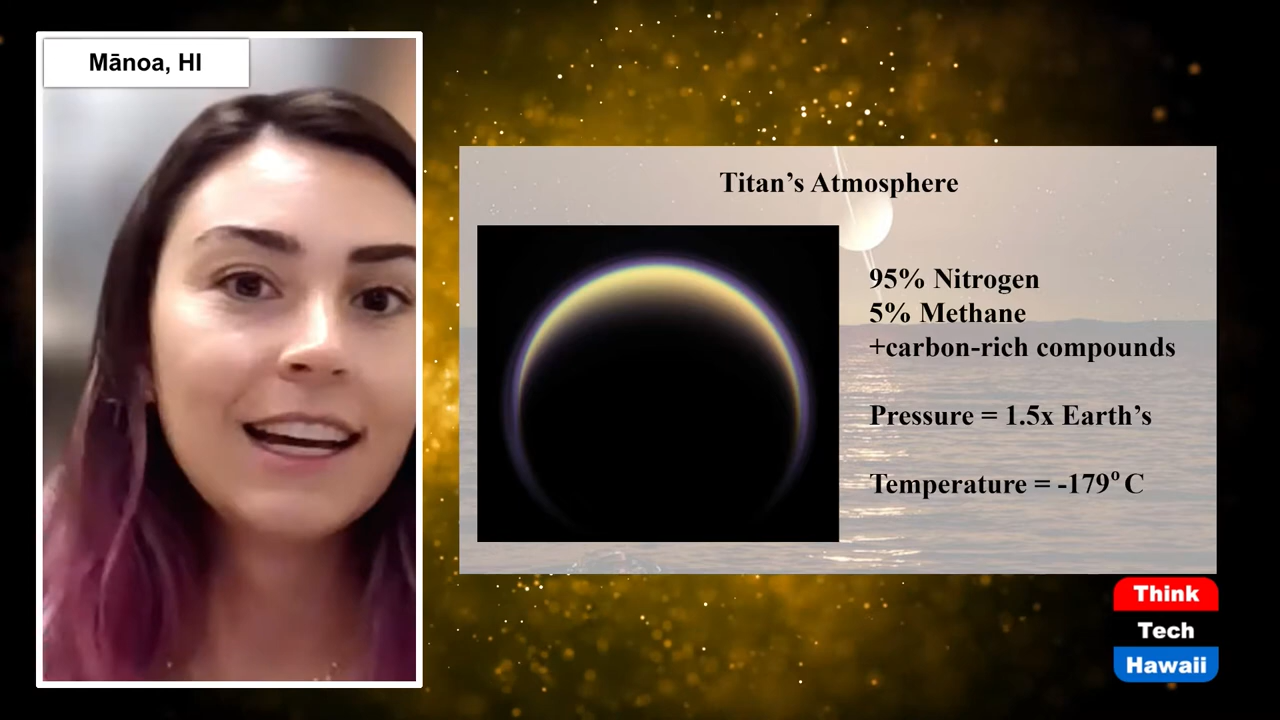 Mānoa, HI
Titan's Atmosphere
95% Nitrogen
5% Methane
+carbon-rich compounds
Pressure = 1.5x Earth's
Temperature = -179° C
Think
Tech
Hawaii